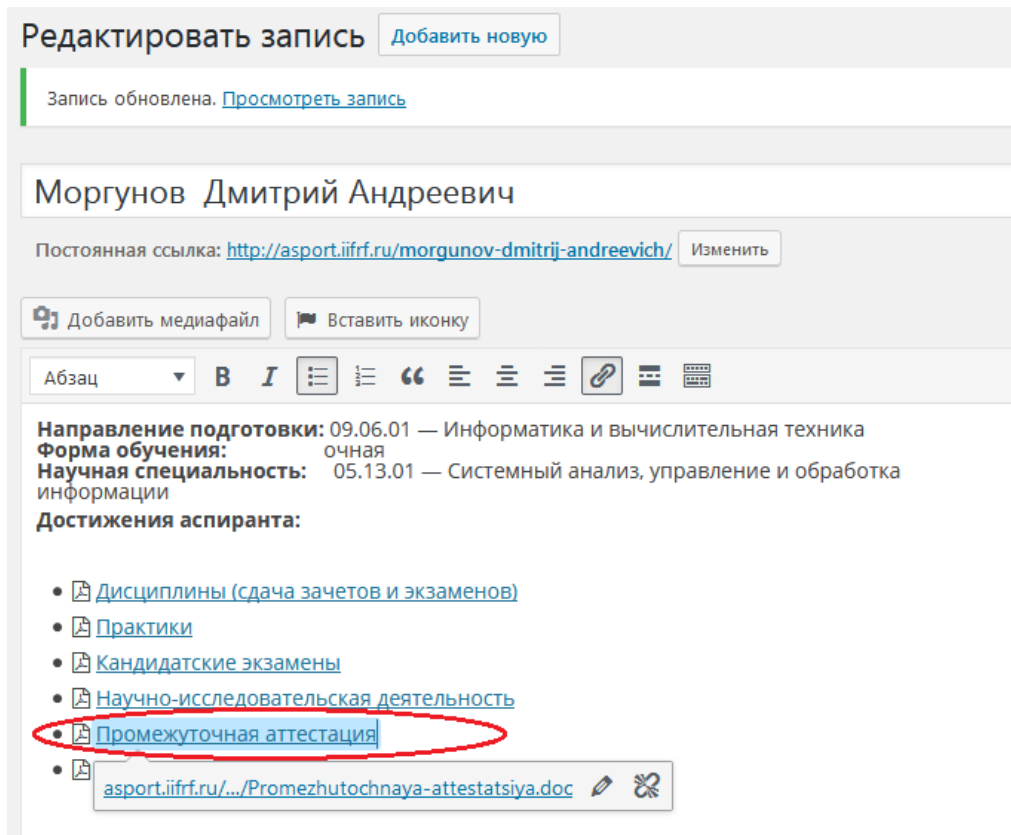 Редактировать запись Добавить новую
Запись обновлена. Просмотреть запись
Моргунов Дмитрий Андреевич
Постоянная ссылка: http://asport.iifrf.ru/morgunov-dmitrij-andreevich/ Изменить
Добавить медиафайл Вставить иконку
Абзац B I
Направление подготовки: 09.06.01 — Информатика и вычислительная техника
Форма обучения: очная
Научная специальность: 05.13.01 — Системный анализ, управление и обработка
информации
Достижения аспиранта:
Дисциплины (сдача зачетов и экзаменов)
Практики
Кандидатские экзамены
Научно-исследовательская деятельность
Промежуточная аттестация
asport.iifrf.ru/.../Promezhutochnaya-attestatsiya.doc